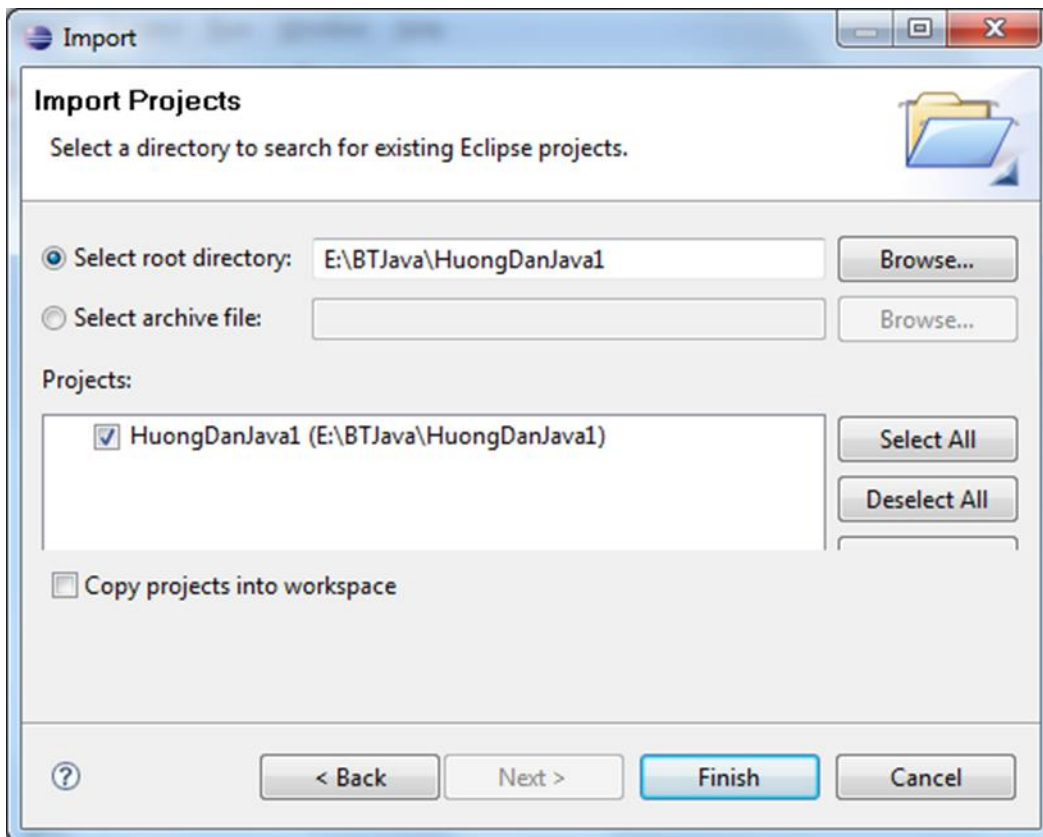 Import
Import Projects
Select a directory to search for existing Eclipse projects.
Select root directory: E:\BTJava\HuongDanJava1 Browse...
Select archive file: Browse...
Projects:
HuongDanJava1 (E:\BTJava\HuongDanJava1) Select All
Deselect All
Copy projects into workspace
? < Back Next > Finish Cancel